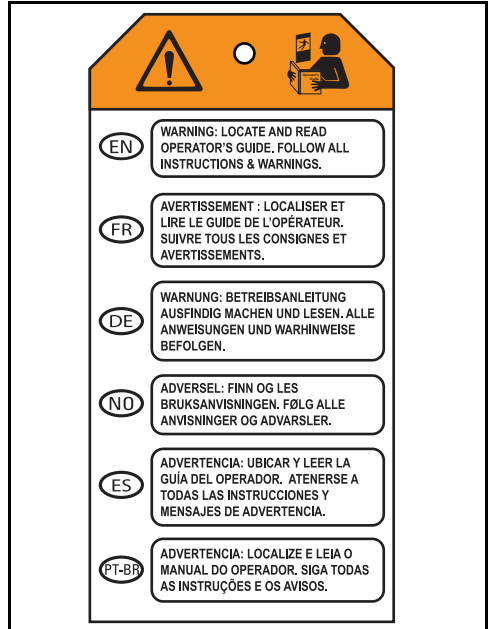 Operator's
Guide
EN
WARNING: LOCATE AND READ
OPERATOR'S GUIDE. FOLLOW ALL
INSTRUCTIONS & WARNINGS.
FR
AVERTISSEMENT : LOCALISER ET
LIRE LE GUIDE DE L'OPÉRATEUR.
SUIVRE TOUS LES CONSIGNES ET
AVERTISSEMENTS.
DE
WARNUNG: BETREIBSANLEITUNG
AUSFINDIG MACHEN UND LESEN. ALLE
ANWEISUNGEN UND WARHINWEISE
BEFOLGEN.
NO
ADVERSEL: FINN OG LES
BRUKSANVISNINGEN. FØLG ALLE
ANVISNINGER OG ADVARSLER.
ES
ADVERTENCIA: UBICAR Y LEER LA
GUÍA DEL OPERADOR. ATENERSE A
TODAS LAS INSTRUCCIONES Y
MENSAJES DE ADVERTENCIA.
PT-BR
ADVERTENCIA: LOCALIZE E LEIA O
MANUAL DO OPERADOR. SIGA TODAS
AS INSTRUÇÕES E OS AVISOS.